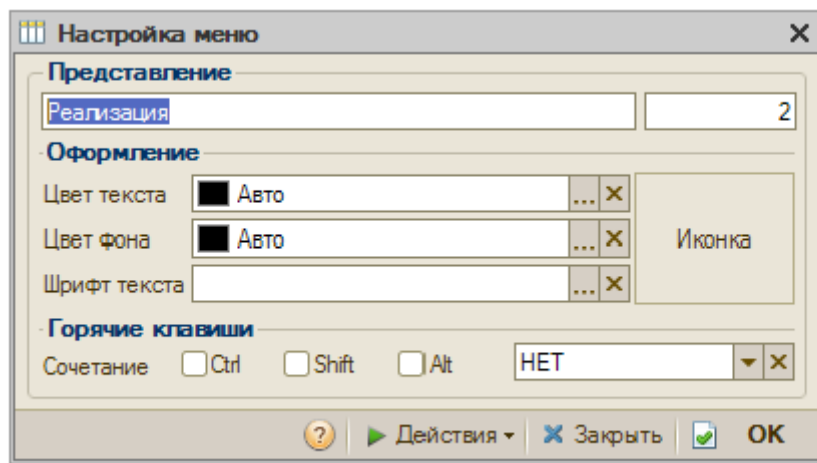 Настройка меню
Представление
Реализация 2
Оформление
Цвет текста Авто ...
Цвет фона Авто ... Иконка
Шрифт текста ...
Горячие клавиши
Сочетание Ctrl Shift Alt НЕТ
? Действия Закрыть OK